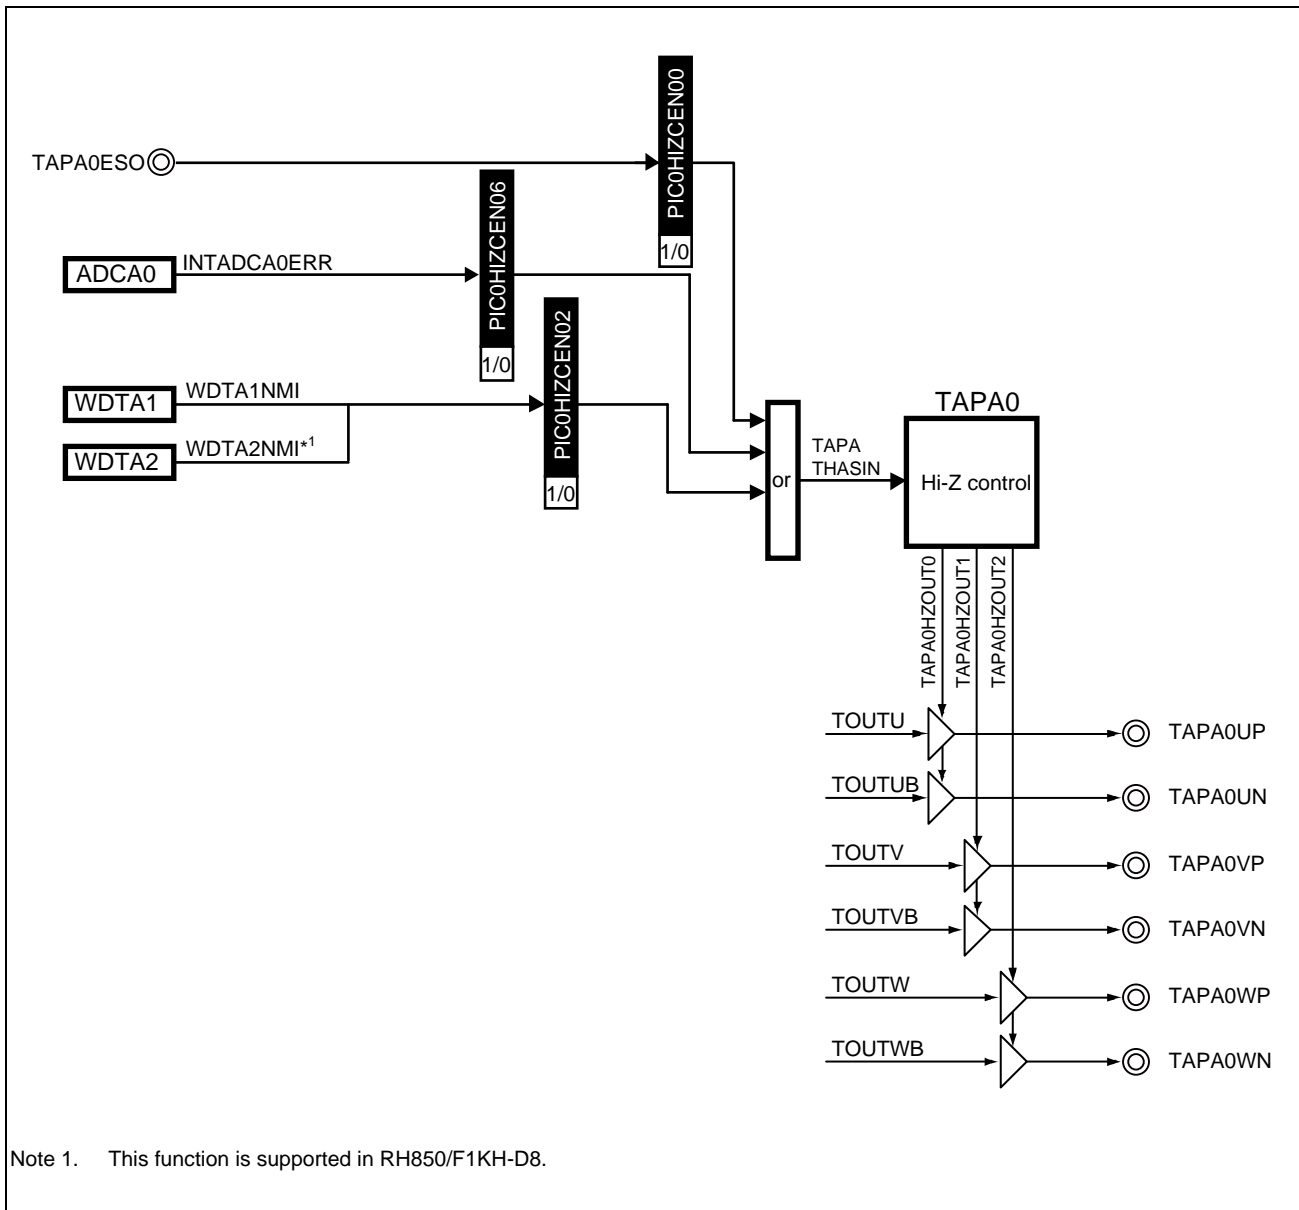 PIC0HIZCEN00
1/0
TAPA0ESO
PIC0HIZCEN06
1/0
ADCA0
INTADCA0ERR
PIC0HIZCEN02
1/0
WDTA1
WDTA1NMI
WDTA2
WDTA2NMI*1
or
TAPA
THASIN
TAPA0
Hi-Z control
TAPA0HZOUT0
TAPA0HZOUT1
TAPA0HZOUT2
TOUTU
TAPA0UP
TOUTUB
TAPA0UN
TOUTV
TAPA0VP
TOUTVB
TAPA0VN
TOUTW
TAPA0WP
TOUTWB
TAPA0WN
Note 1. This function is supported in RH850/F1KH-D8.